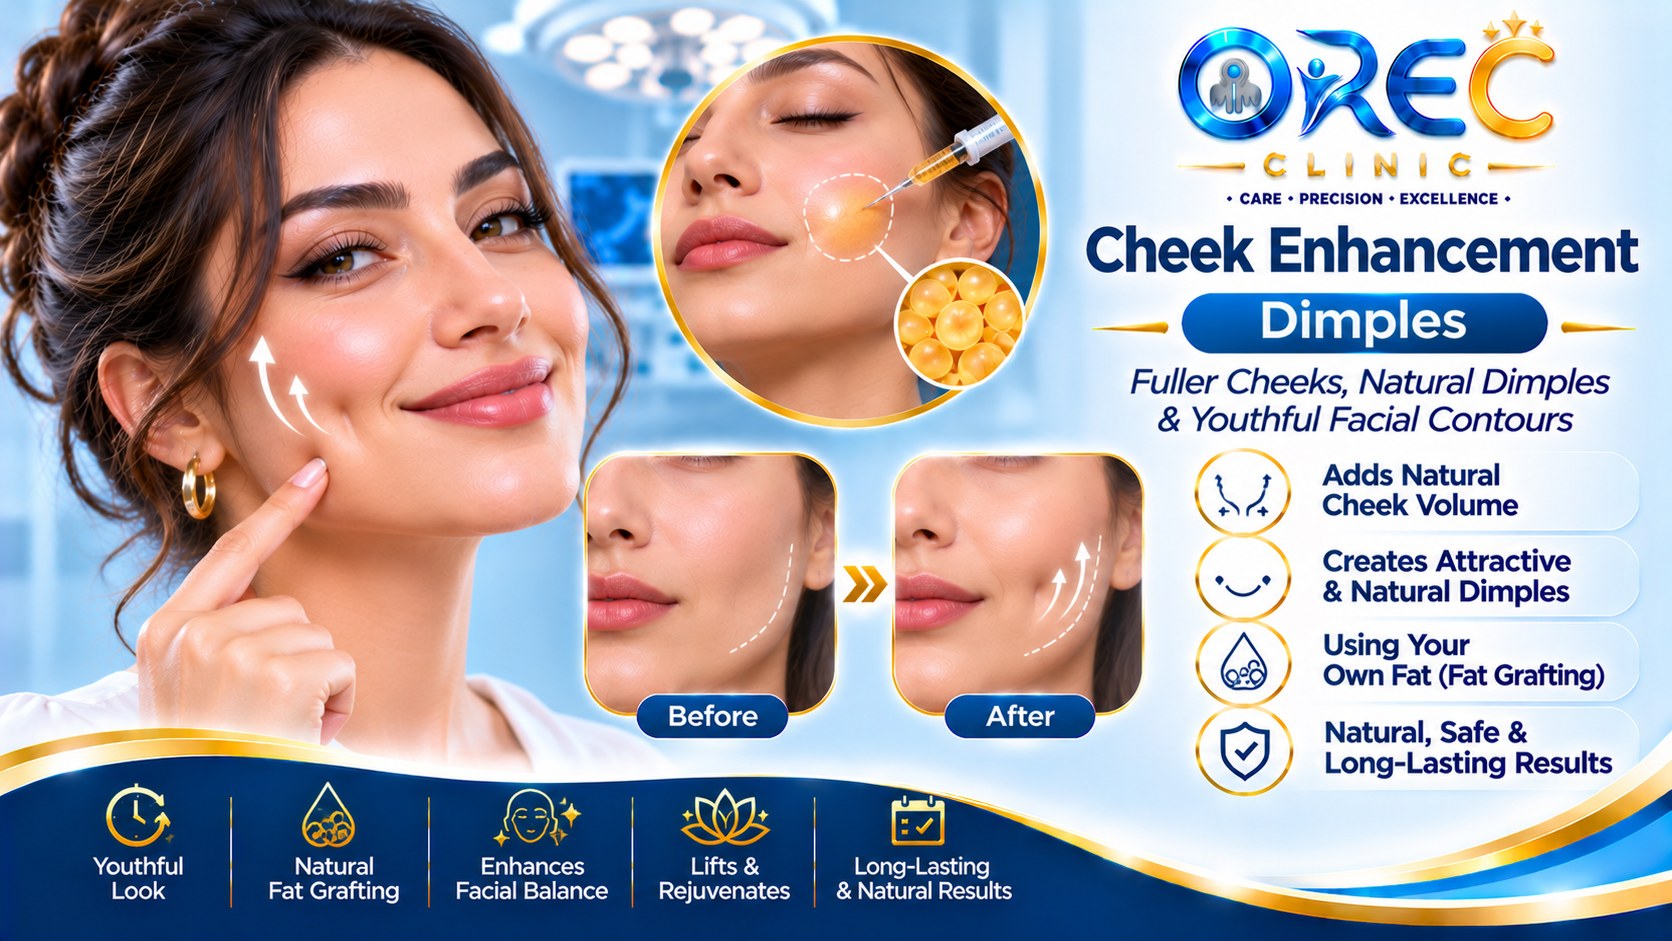 OREC
CLINIC
• CARE • PRECISION • EXCELLENCE •
Cheek Enhancement
Dimples
Fuller Cheeks, Natural Dimples
& Youthful Facial Contours
Adds Natural
Cheek Volume
Creates Attractive
& Natural Dimples
Using Your
Own Fat (Fat Grafting)
Natural, Safe &
Long-Lasting Results
Before
After
Youthful
Look
Natural
Fat Grafting
Enhances
Facial Balance
Lifts &
Rejuvenates
Long-Lasting
& Natural Results